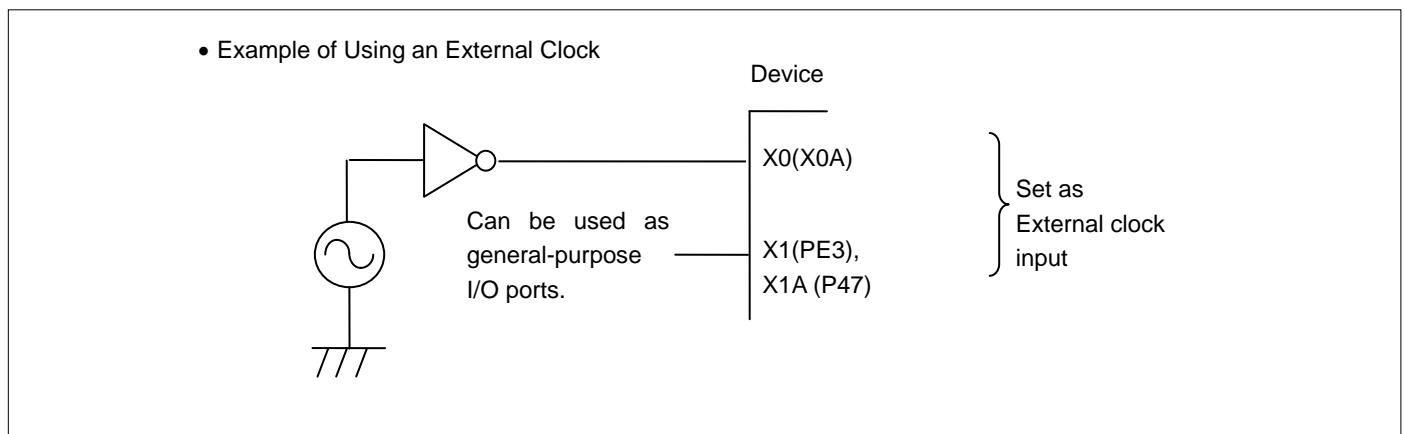 • Example of Using an External Clock
Device
X0(X0A)
Can be used as
general-purpose
I/O ports.
X1(PE3),
X1A (P47)
Set as
External clock
input